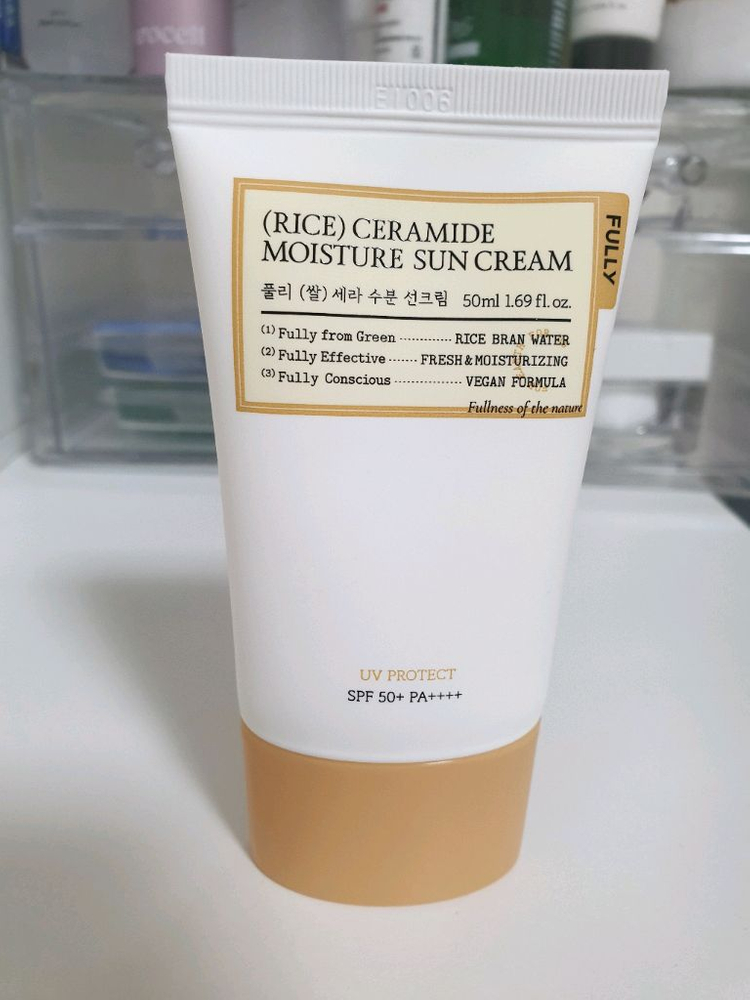 E1006
(RICE) CERAMIDE
MOISTURE SUN CREAM
FULLY
풀리 (쌀) 세라 수분 선크림 50ml 1.69 fl. oz.
(1) Fully from Green ············ RICE BRAN WATER
(2) Fully Effective ······ FRESH & MOISTURIZING
(3) Fully Conscious ·············· VEGAN FORMULA
Fullness of the nature
UV PROTECT
SPF 50+ PA++++